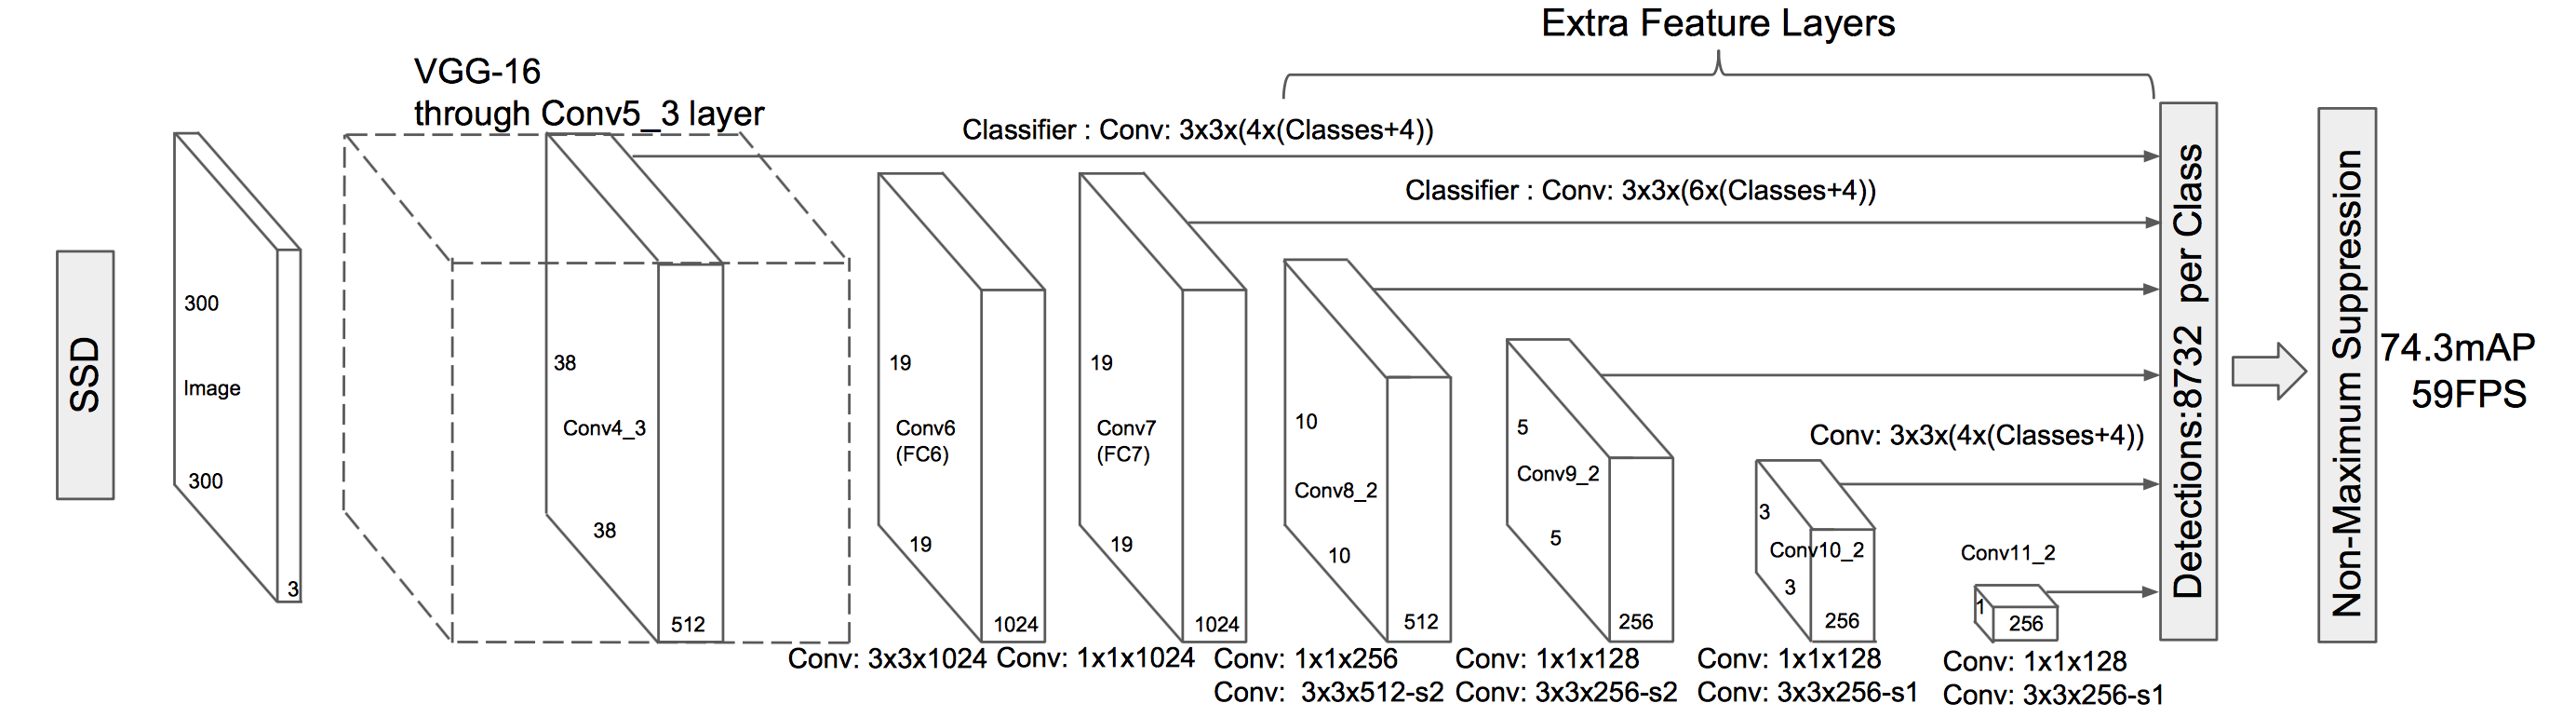 Extra Feature Layers
VGG-16
through Conv5_3 layer
Classifier : Conv: 3x3x(4x(Classes+4))
Classifier : Conv: 3x3x(6x(Classes+4))
SSD
300
Image
300
3
38
Conv4_3
38
512
19
Conv6
(FC6)
19
1024
19
Conv7
(FC7)
19
1024
10
Conv8_2
10
512
5
Conv9_2
5
256
Conv: 3x3x(4x(Classes+4))
3
Conv10_2
3
256
Conv11_2
1
256
Conv: 3x3x1024
Conv: 1x1x1024
Conv: 1x1x256
Conv: 3x3x512-s2
Conv: 1x1x128
Conv: 3x3x256-s2
Conv: 1x1x128
Conv: 3x3x256-s1
Conv: 1x1x128
Conv: 3x3x256-s1
Detections:8732 per Class
Non-Maximum Suppression
74.3mAP
59FPS